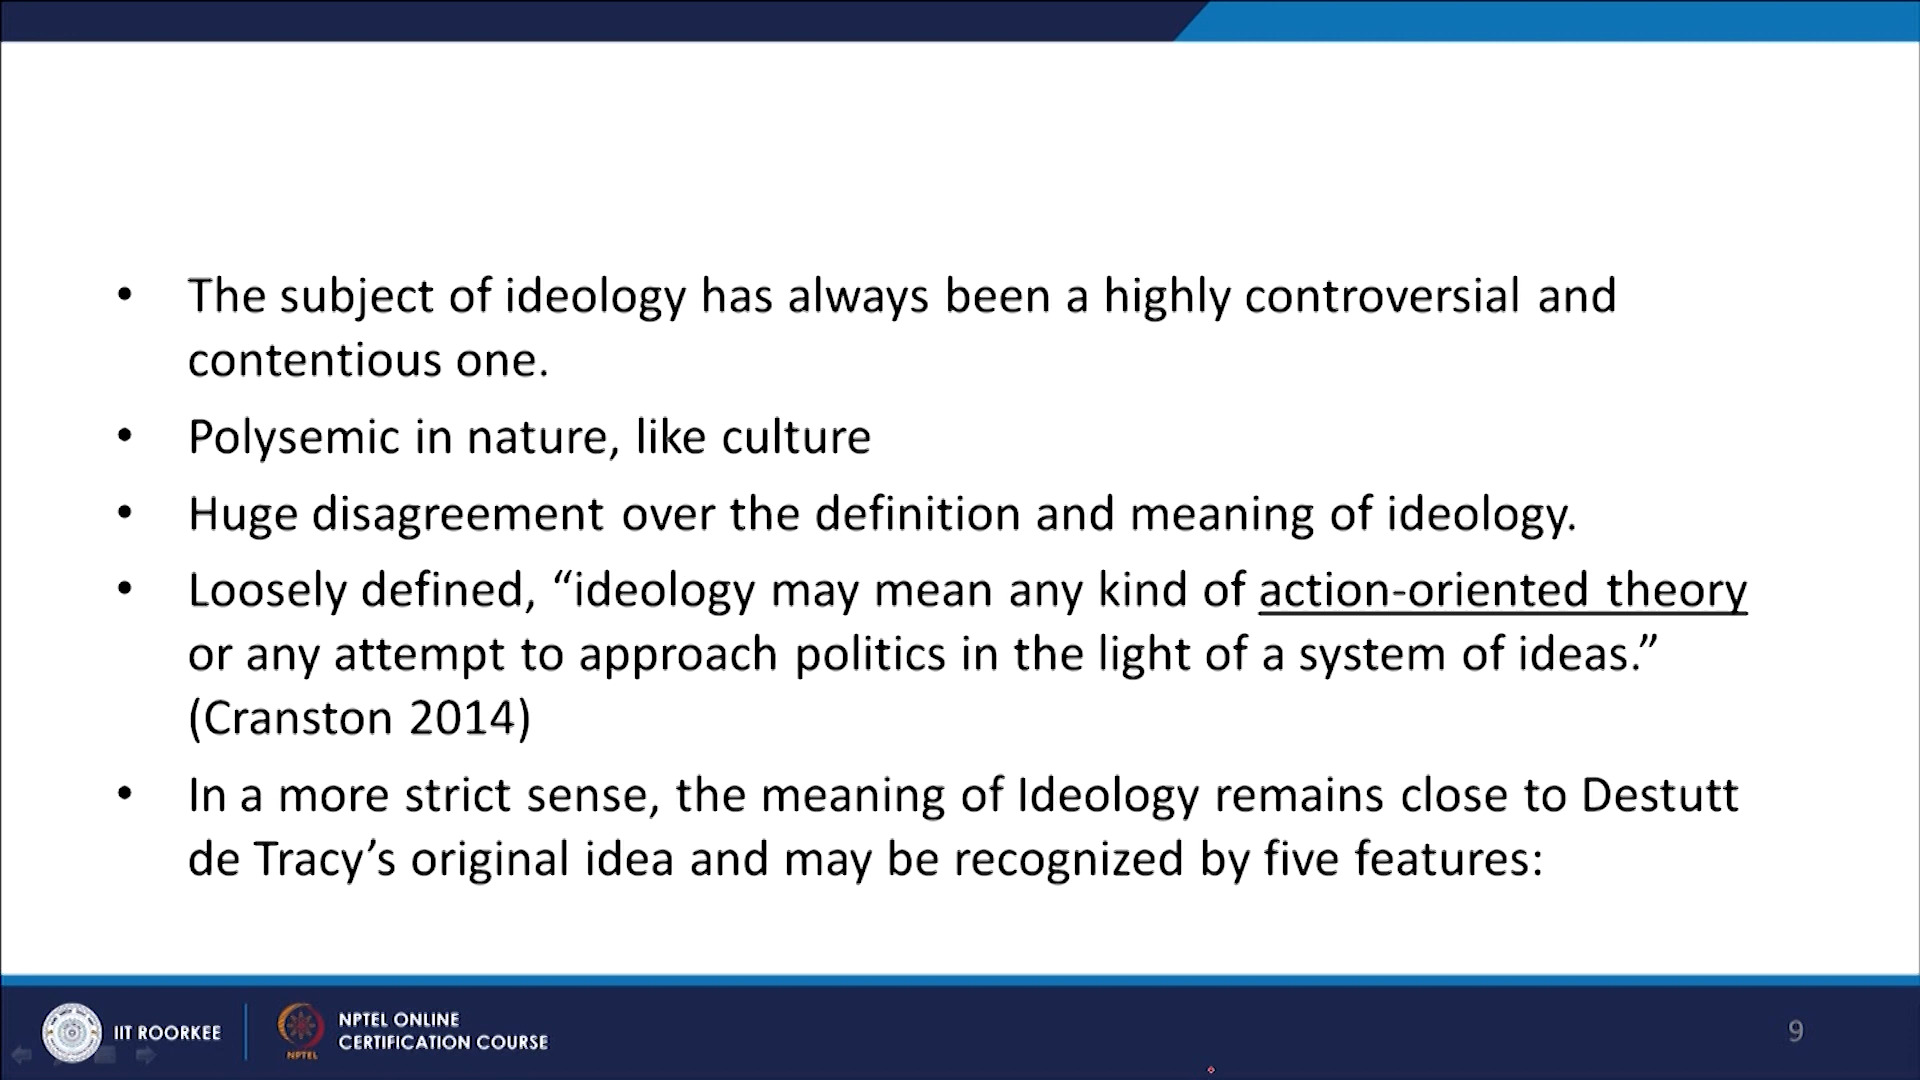 • The subject of ideology has always been a highly controversial and
contentious one.
• Polysemic in nature, like culture
• Huge disagreement over the definition and meaning of ideology.
• Loosely defined, “ideology may mean any kind of action-oriented theory
or any attempt to approach politics in the light of a system of ideas.”
(Cranston 2014)
• In a more strict sense, the meaning of Ideology remains close to Destutt
de Tracy’s original idea and may be recognized by five features:
IIT ROORKEE
NPTEL
NPTEL ONLINE
CERTIFICATION COURSE
9